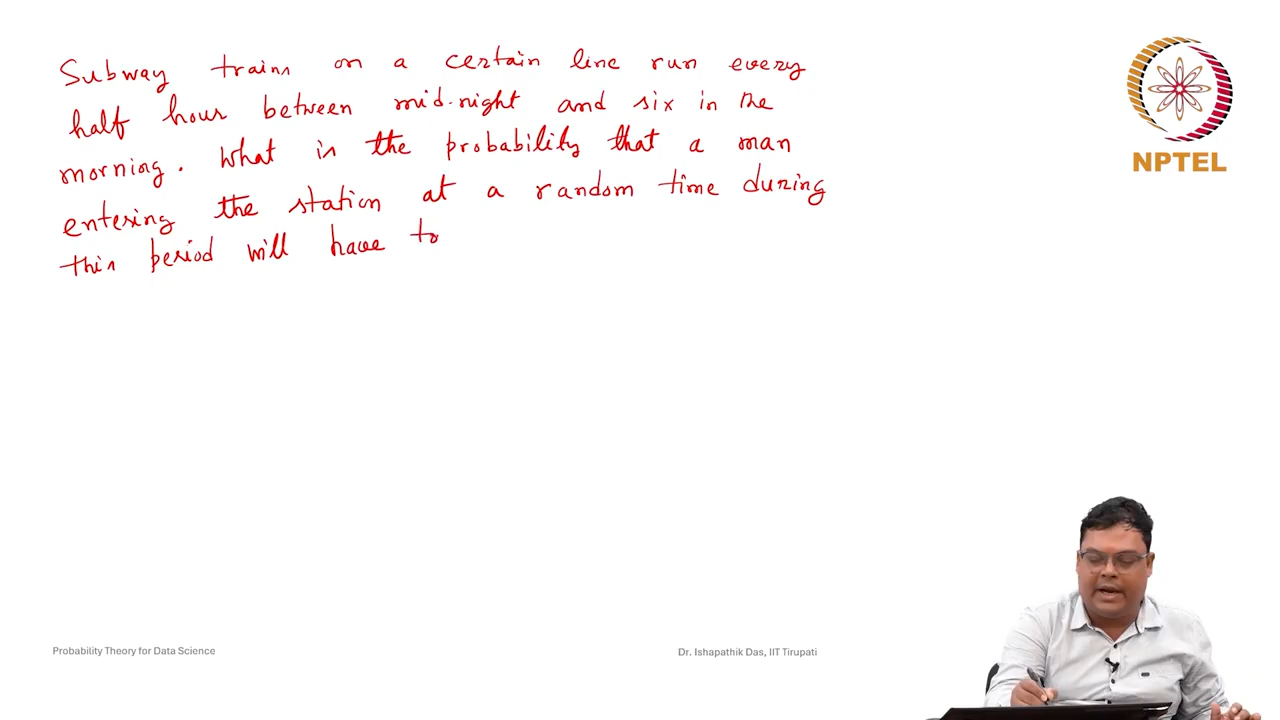 Subway trains on a certain line run every
half hour between mid-night and six in the
morning. What is the probability that a man
entering the station at a random time during
this period will have to
NPTEL
Probability Theory for Data Science
Dr. Ishapathik Das, IIT Tirupati